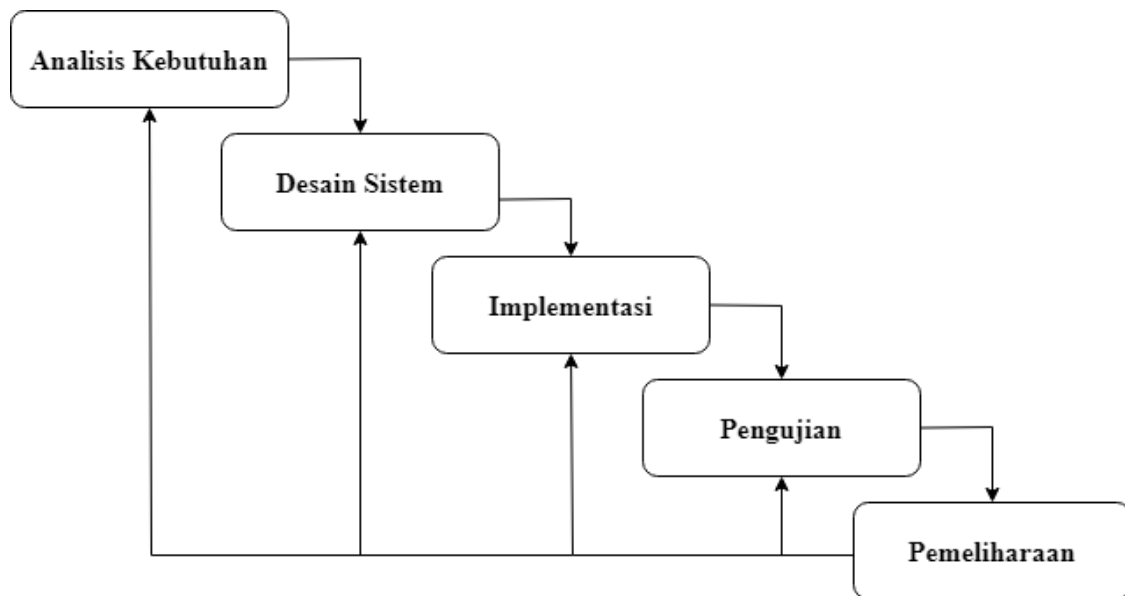 Analisis Kebutuhan
Desain Sistem
Implementasi
Pengujian
Pemeliharaan